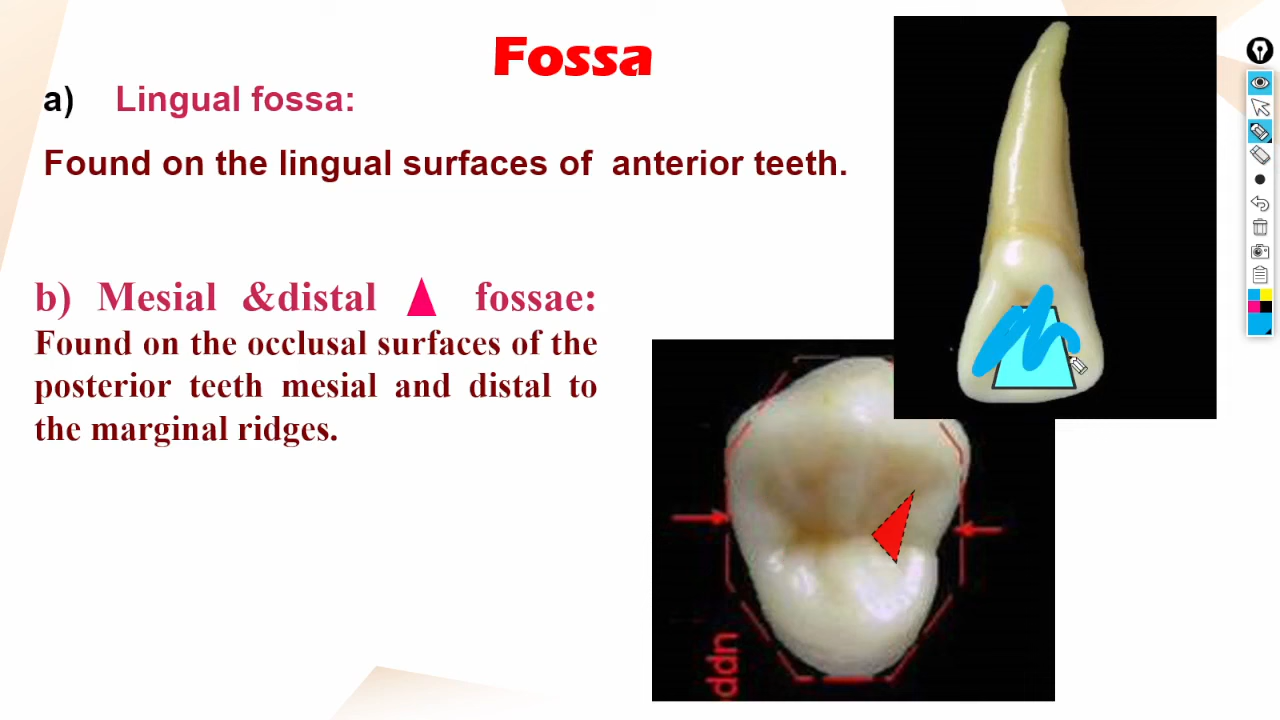 Fossa
a) Lingual fossa:
Found on the lingual surfaces of anterior teeth.
b) Mesial &distal fossae:
Found on the occlusal surfaces of the
posterior teeth mesial and distal to
the marginal ridges.